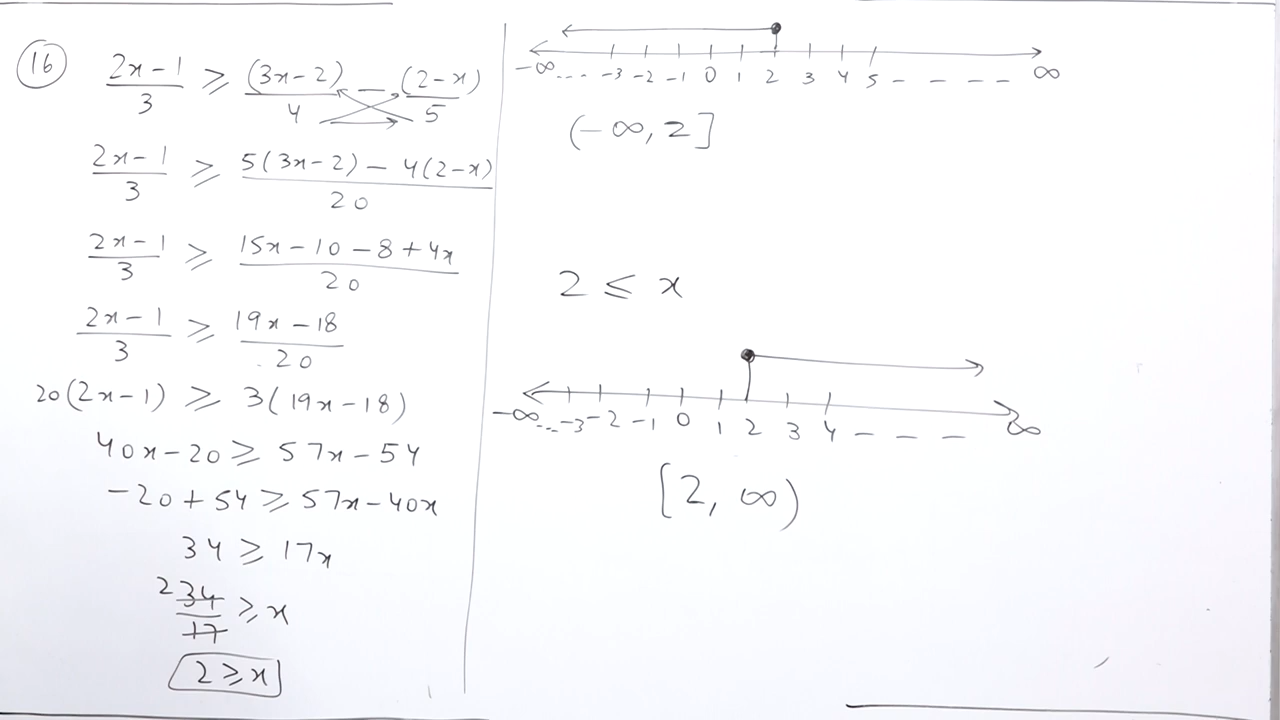 16
(2x-1)/3 ≥ (3x-2)/4 - (2-x)/5
(2x-1)/3 ≥ (5(3x-2) - 4(2-x))/20
(2x-1)/3 ≥ (15x-10-8+4x)/20
(2x-1)/3 ≥ (19x-18)/20
20(2x-1) ≥ 3(19x-18)
40x-20 ≥ 57x-54
-20+54 ≥ 57x-40x
34 ≥ 17x
2 34/17 ≥ x
2 ≥ x
-∞... -3 -2 -1 0 1 2 3 4 5 - - - - ∞
(-∞, 2]
2 ≤ x
-∞... -3 -2 -1 0 1 2 3 4 - - - ∞
[2, ∞)